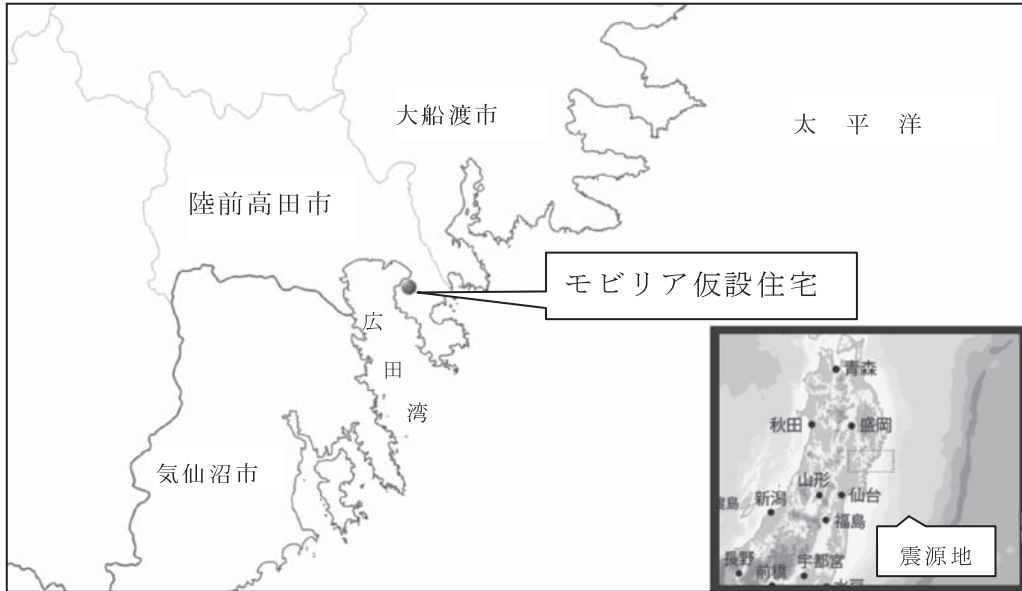 大船渡市
太平洋
陸前高田市
モビリア仮設住宅
広田湾
気仙沼市
青森
秋田
盛岡
山形
仙台
新潟
福島
震源地
長野
前橋
宇都宮
水戸